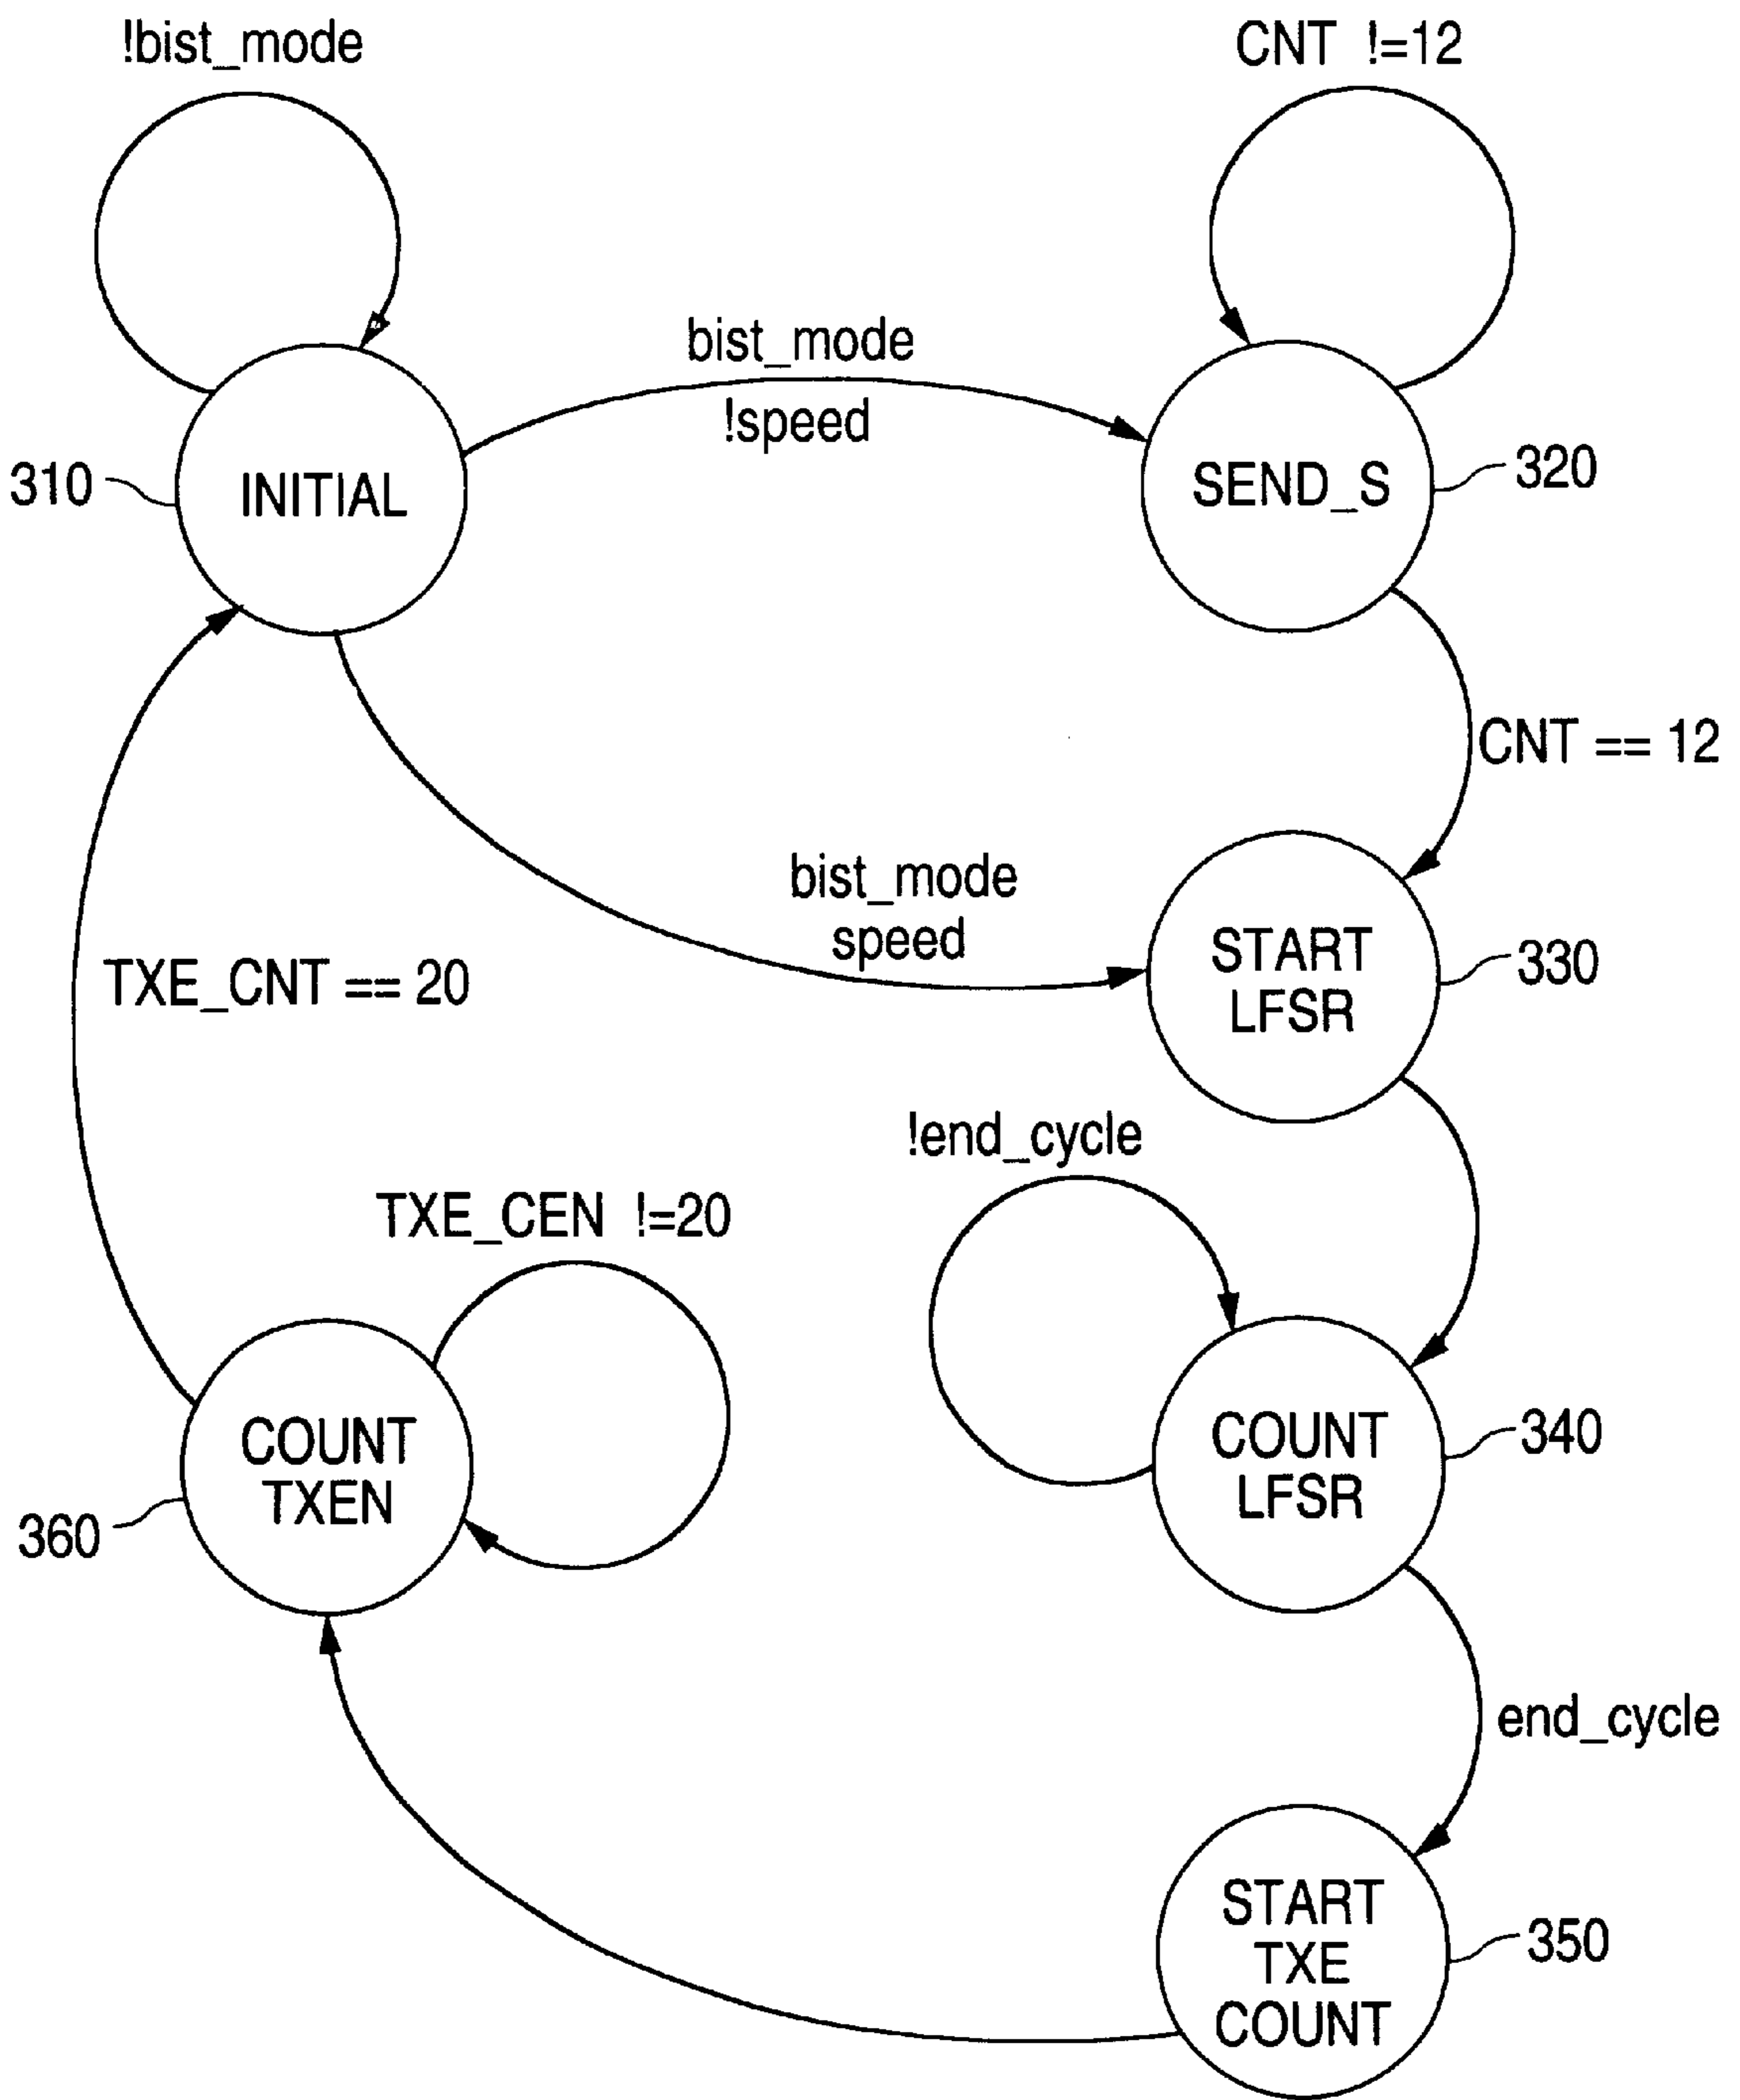 !bist_mode
CNT !=12
bist_mode
!speed
310
INITIAL
SEND_S
320
CNT == 12
bist_mode
speed
TXE_CNT == 20
START
LFSR
330
!end_cycle
TXE_CEN !=20
COUNT
TXEN
360
COUNT
LFSR
340
end_cycle
START
TXE
COUNT
350